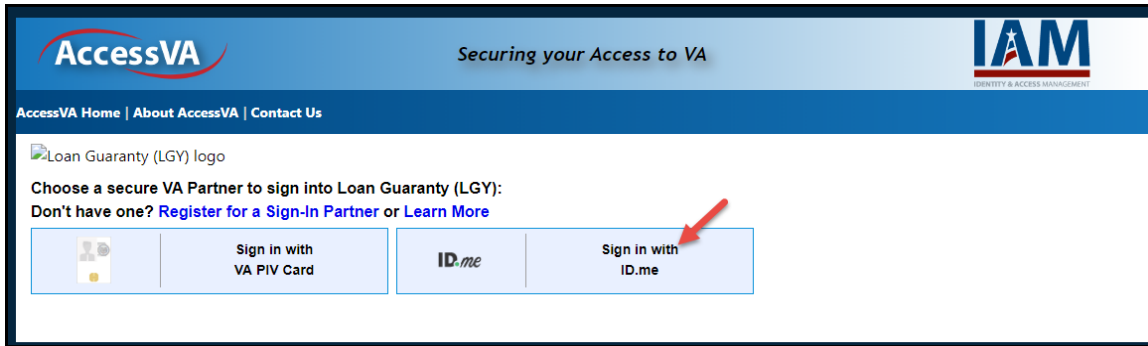 AccessVA
Securing your Access to VA
IAM
IDENTITY & ACCESS MANAGEMENT
AccessVA Home | About AccessVA | Contact Us
Loan Guaranty (LGY) logo
Choose a secure VA Partner to sign into Loan Guaranty (LGY):
Don't have one? Register for a Sign-In Partner or Learn More
Sign in with
VA PIV Card
ID.me
Sign in with
ID.me